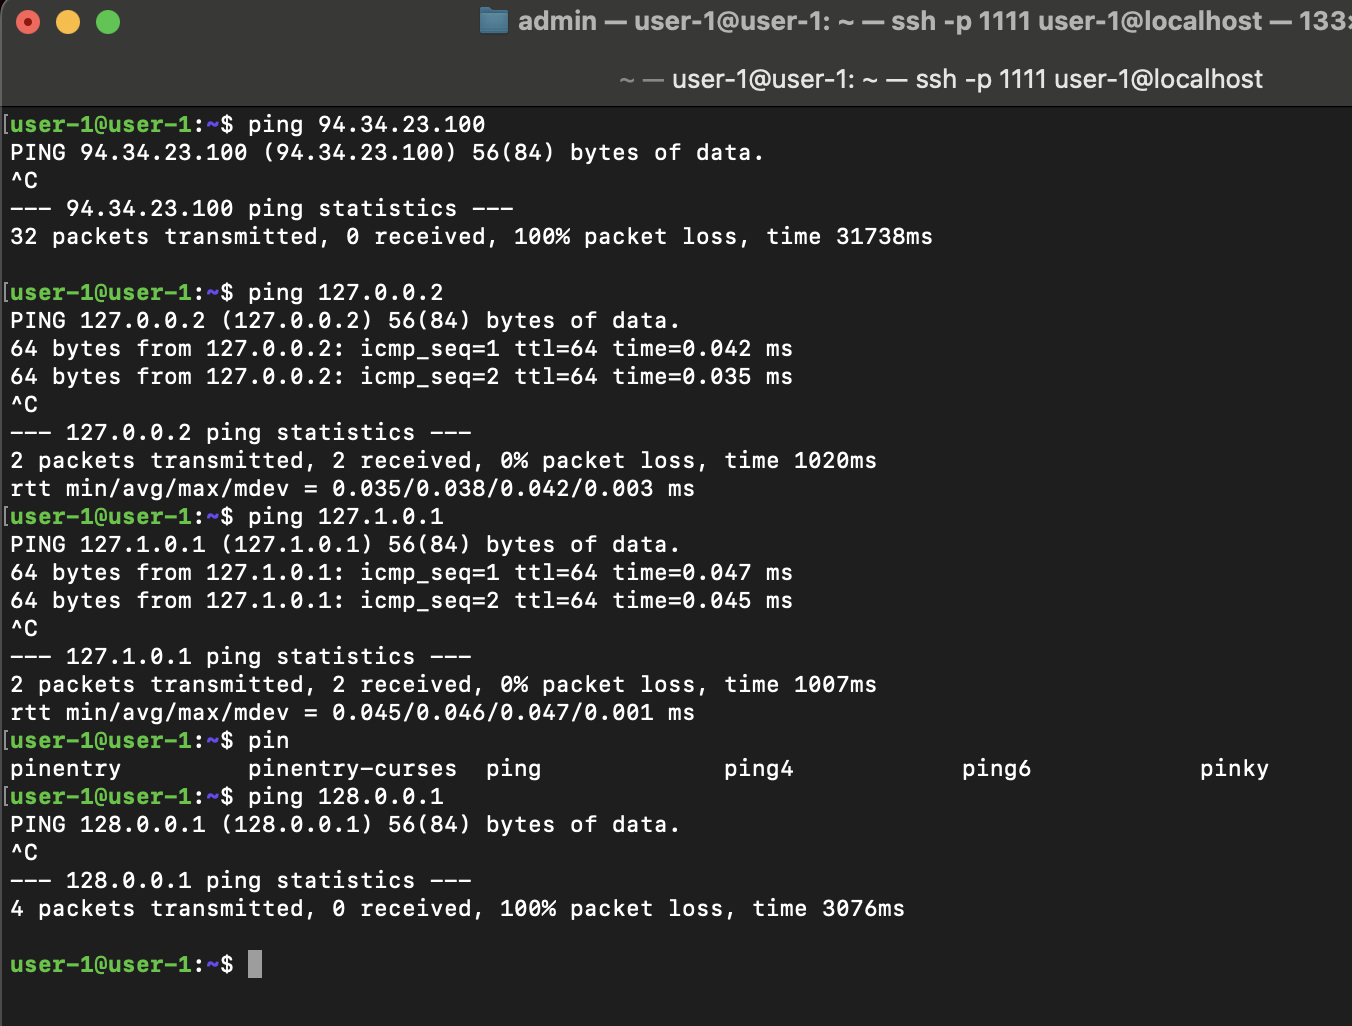 admin — user-1@user-1: ~ — ssh -p 1111 user-1@localhost — 133
~ — user-1@user-1: ~ — ssh -p 1111 user-1@localhost
[user-1@user-1:~$ ping 94.34.23.100
PING 94.34.23.100 (94.34.23.100) 56(84) bytes of data.
^C
--- 94.34.23.100 ping statistics ---
32 packets transmitted, 0 received, 100% packet loss, time 31738ms

[user-1@user-1:~$ ping 127.0.0.2
PING 127.0.0.2 (127.0.0.2) 56(84) bytes of data.
64 bytes from 127.0.0.2: icmp_seq=1 ttl=64 time=0.042 ms
64 bytes from 127.0.0.2: icmp_seq=2 ttl=64 time=0.035 ms
^C
--- 127.0.0.2 ping statistics ---
2 packets transmitted, 2 received, 0% packet loss, time 1020ms
rtt min/avg/max/mdev = 0.035/0.038/0.042/0.003 ms
[user-1@user-1:~$ ping 127.1.0.1
PING 127.1.0.1 (127.1.0.1) 56(84) bytes of data.
64 bytes from 127.1.0.1: icmp_seq=1 ttl=64 time=0.047 ms
64 bytes from 127.1.0.1: icmp_seq=2 ttl=64 time=0.045 ms
^C
--- 127.1.0.1 ping statistics ---
2 packets transmitted, 2 received, 0% packet loss, time 1007ms
rtt min/avg/max/mdev = 0.045/0.046/0.047/0.001 ms
[user-1@user-1:~$ pin
pinentry         pinentry-curses  ping             ping4            ping6            pinky
[user-1@user-1:~$ ping 128.0.0.1
PING 128.0.0.1 (128.0.0.1) 56(84) bytes of data.
^C
--- 128.0.0.1 ping statistics ---
4 packets transmitted, 0 received, 100% packet loss, time 3076ms

user-1@user-1:~$